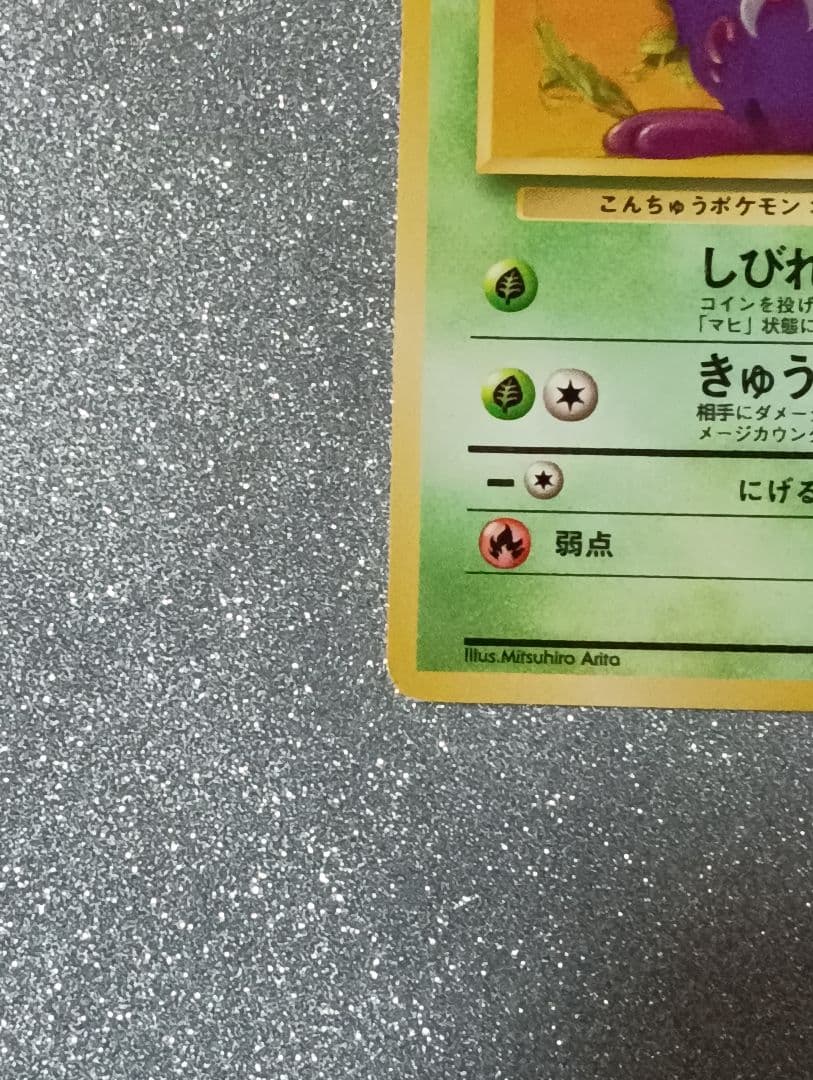 こんちゅうポケモン
しびれ
コインを投げ
「マヒ」状態に
きゅう
相手にダメー
メージカウン
にげる
弱点
Illus.Mitsuhiro Arita